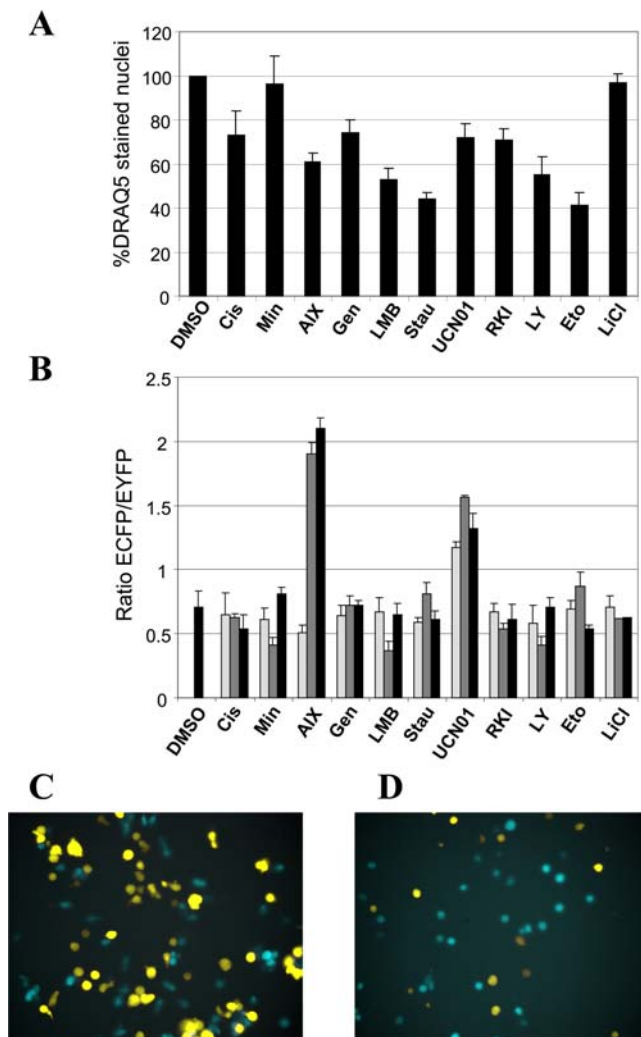 A
%DRAQ5 stained nuclei
120
100
80
60
40
20
0
DMSO Cis Min AIX Gen LMB Stau UCN01 RKI LY Eto LiCl
B
Ratio ECFP/EYFP
2.5
2
1.5
1
0.5
0
DMSO Cis Min AIX Gen LMB Stau UCN01 RKI LY Eto LiCl
C D